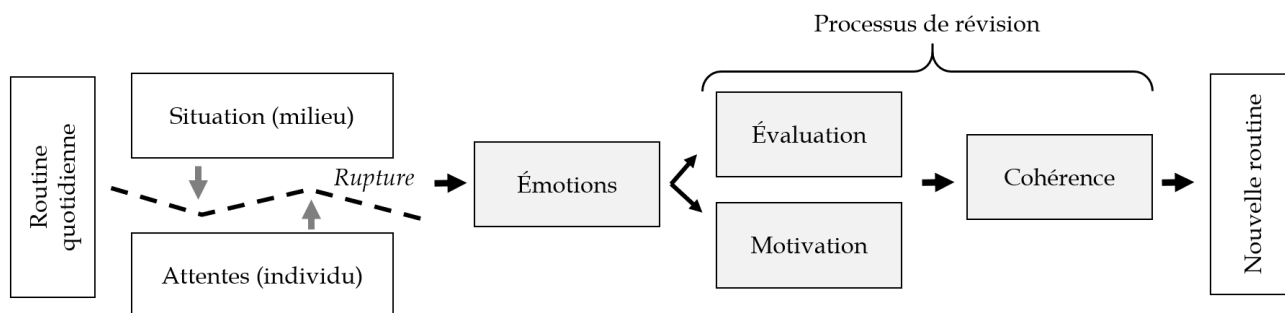 Processus de révision
Routine
quotidienne
Situation (milieu)
Rupture
Attentes (individu)
Émotions
Évaluation
Motivation
Cohérence
Nouvelle routine